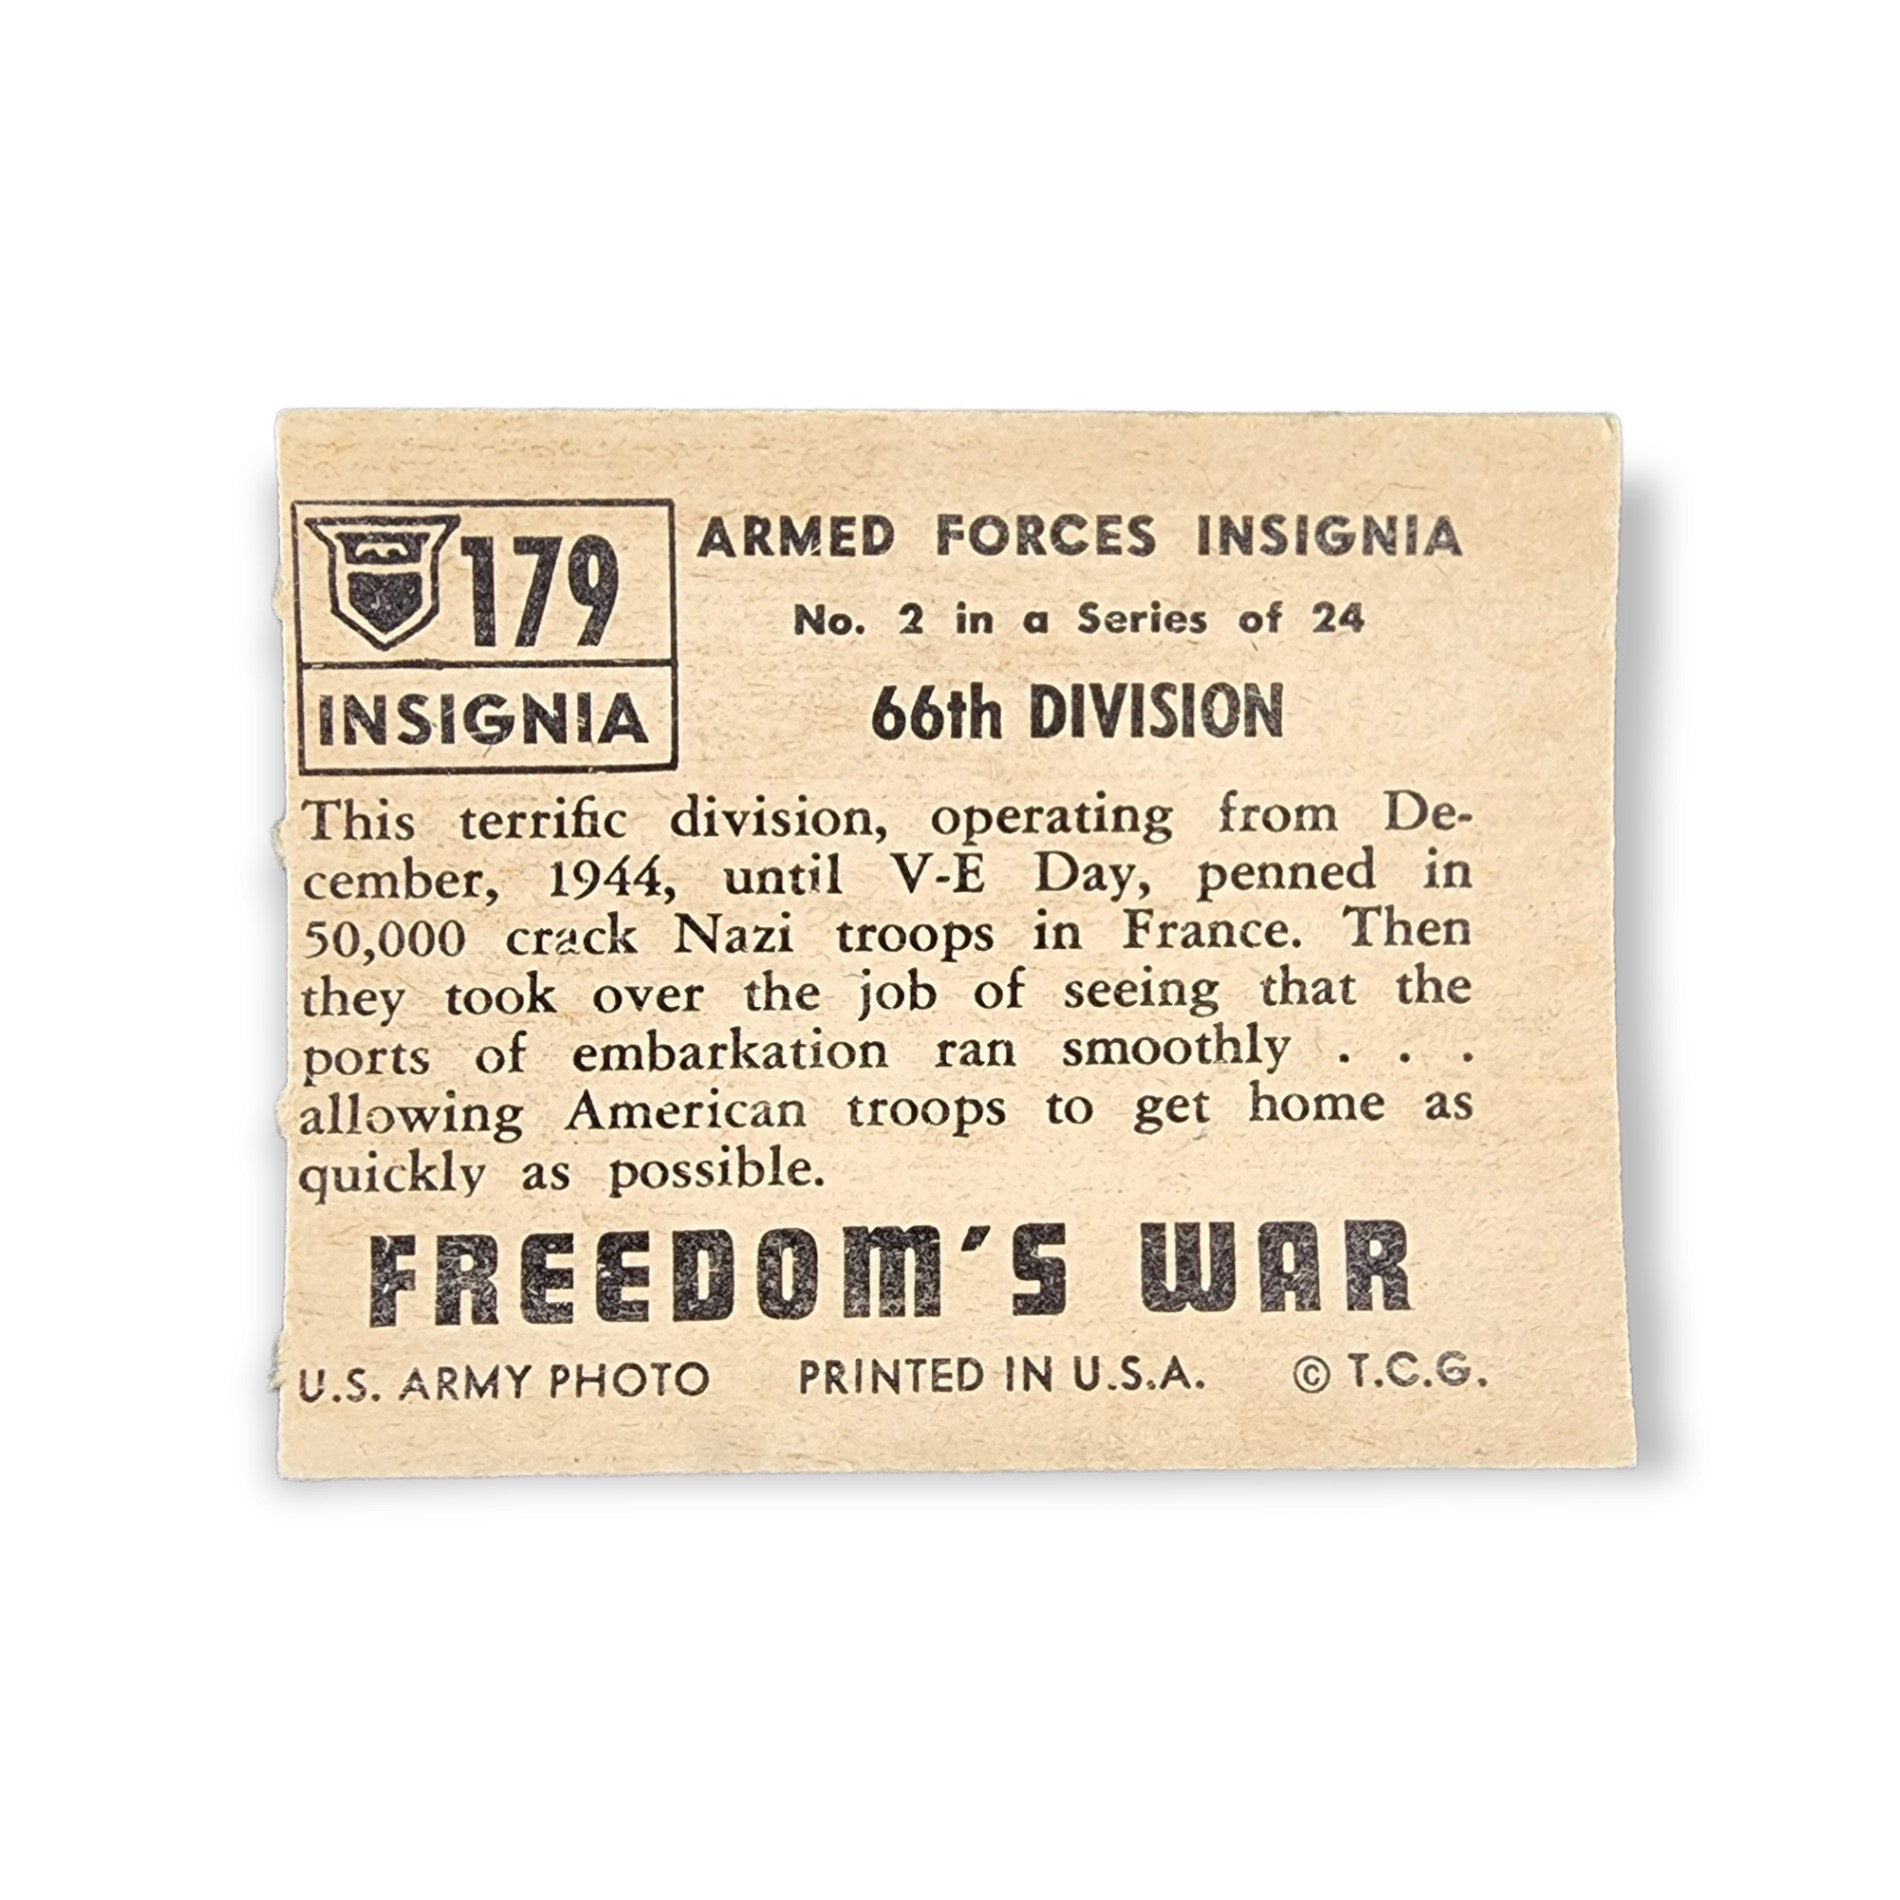 179
INSIGNIA
ARMED FORCES INSIGNIA
No. 2 in a Series of 24
66th DIVISION
This terrific division, operating from De-
cember, 1944, until V-E Day, penned in
50,000 crack Nazi troops in France. Then
they took over the job of seeing that the
ports of embarkation ran smoothly . . .
allowing American troops to get home as
quickly as possible.
FREEDOM'S WAR
U.S. ARMY PHOTO PRINTED IN U.S.A. © T.C.G.